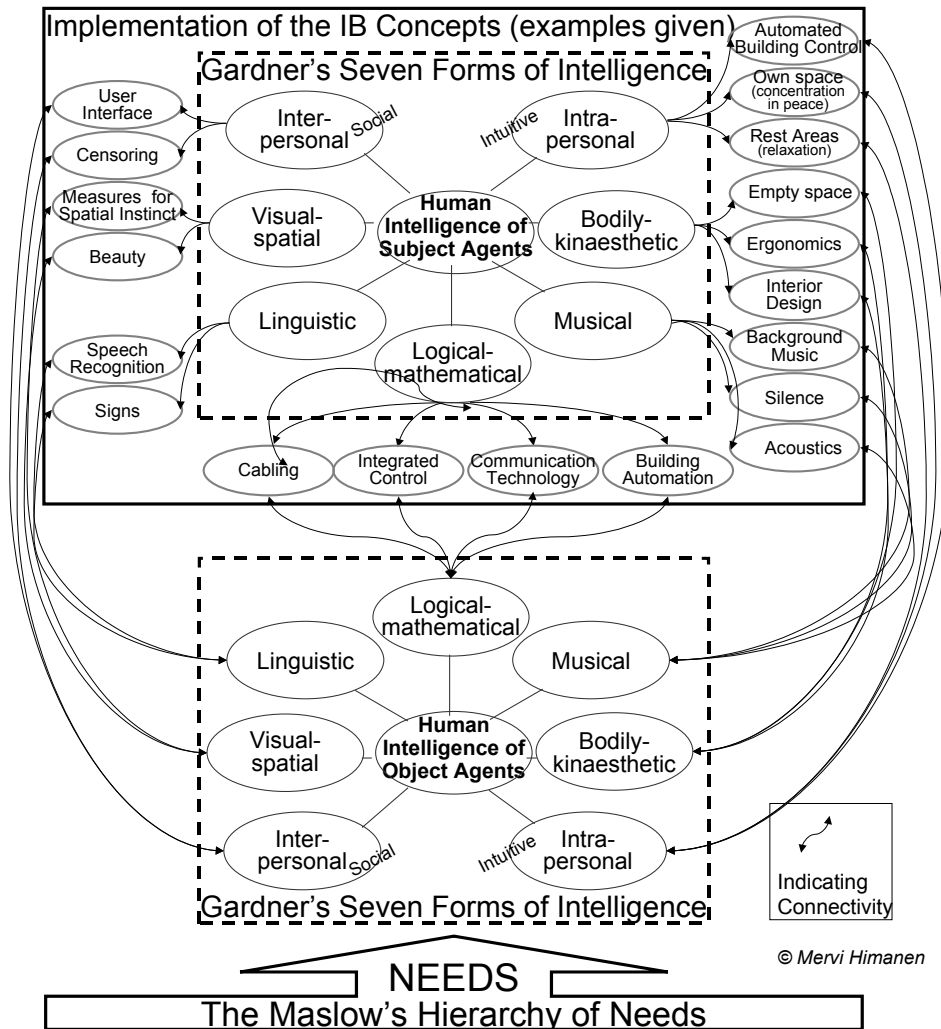 Implementation of the IB Concepts (examples given)
Gardner's Seven Forms of Intelligence
User
Interface
Censoring
Measures for
Spatial Instinct
Beauty
Speech
Recognition
Signs
Inter-
personal
Social
Visual-
spatial
Linguistic
Human
Intelligence of
Subject Agents
Logical-
mathematical
Intuitive
Intra-
personal
Bodily-
kinaesthetic
Musical
Automated
Building Control
Own space
(concentration
in peace)
Rest Areas
(relaxation)
Empty space
Ergonomics
Interior
Design
Background
Music
Silence
Acoustics
Cabling
Integrated
Control
Communication
Technology
Building
Automation
Logical-
mathematical
Linguistic
Musical
Visual-
spatial
Human
Intelligence of
Object Agents
Bodily-
kinaesthetic
Inter-
personal
Social
Intuitive
Intra-
personal
Gardner's Seven Forms of Intelligence
Indicating
Connectivity
© Mervi Himanen
NEEDS
The Maslow's Hierarchy of Needs